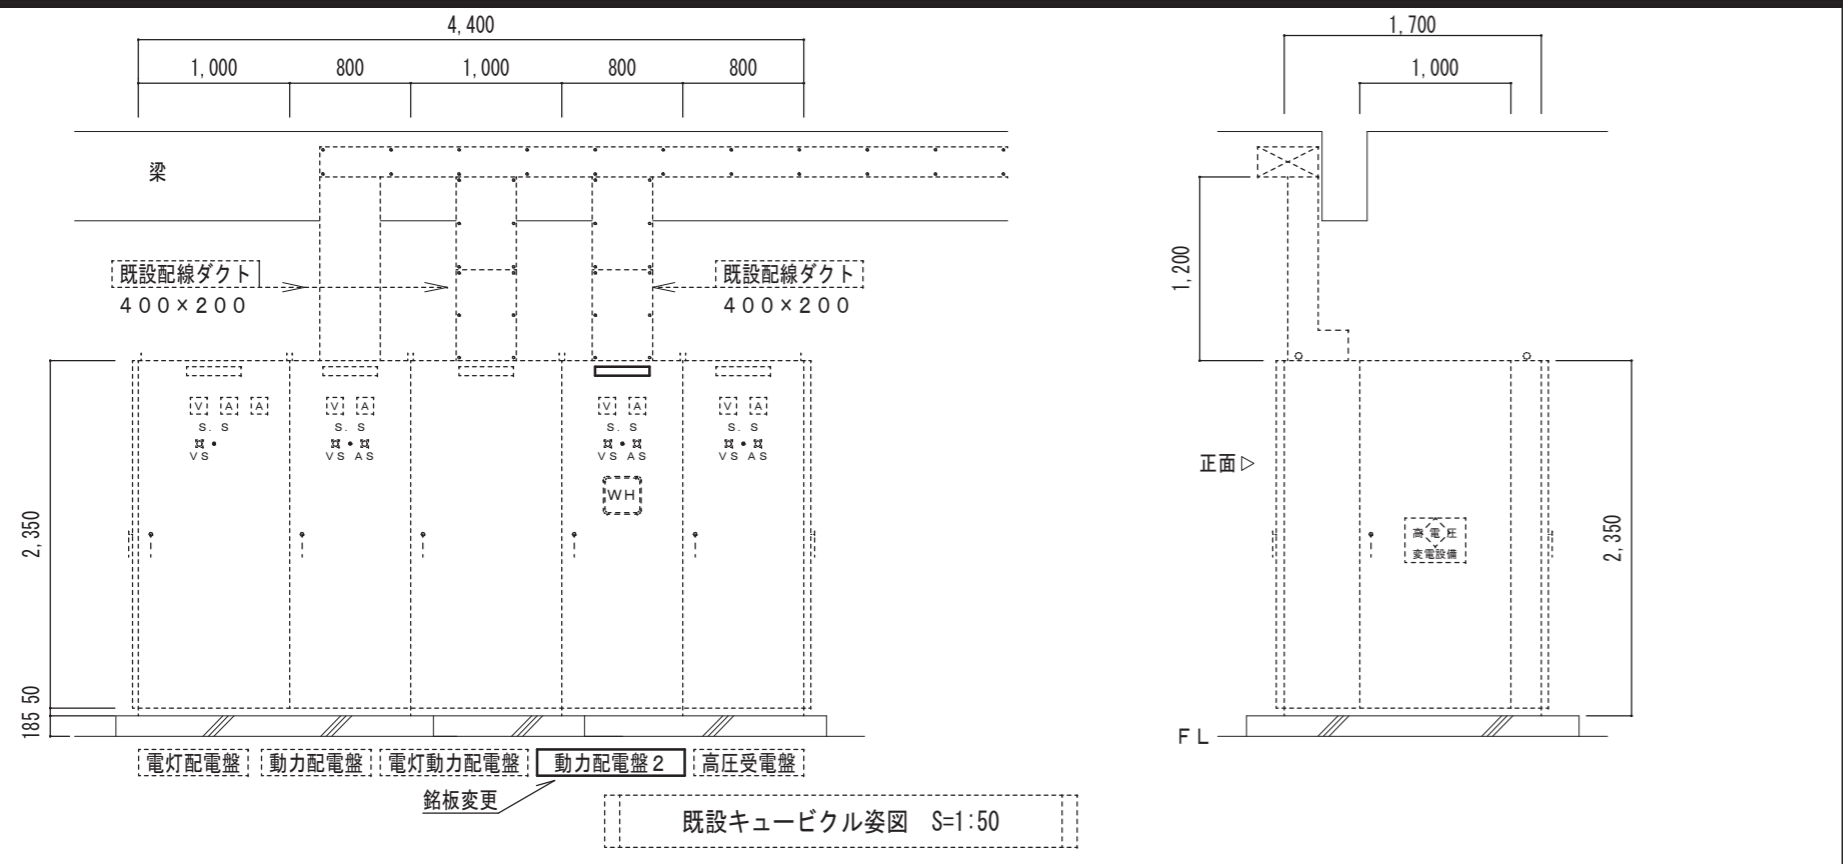 4,400
1,000 800 1,000 800 800
1,700
1,000
梁
既設配線ダクト
400×200
既設配線ダクト
400×200
1,200
V A A
S. S
VS
V A
S. S
VS AS
V A
S. S
VS AS
WH
V A
S. S
VS AS
正面▷
2,350
50
185
高電圧
変電設備
2,350
FL
電灯配電盤 動力配電盤 電灯動力配電盤 動力配電盤2 高圧受電盤
銘板変更
既設キュービクル姿図 S=1:50